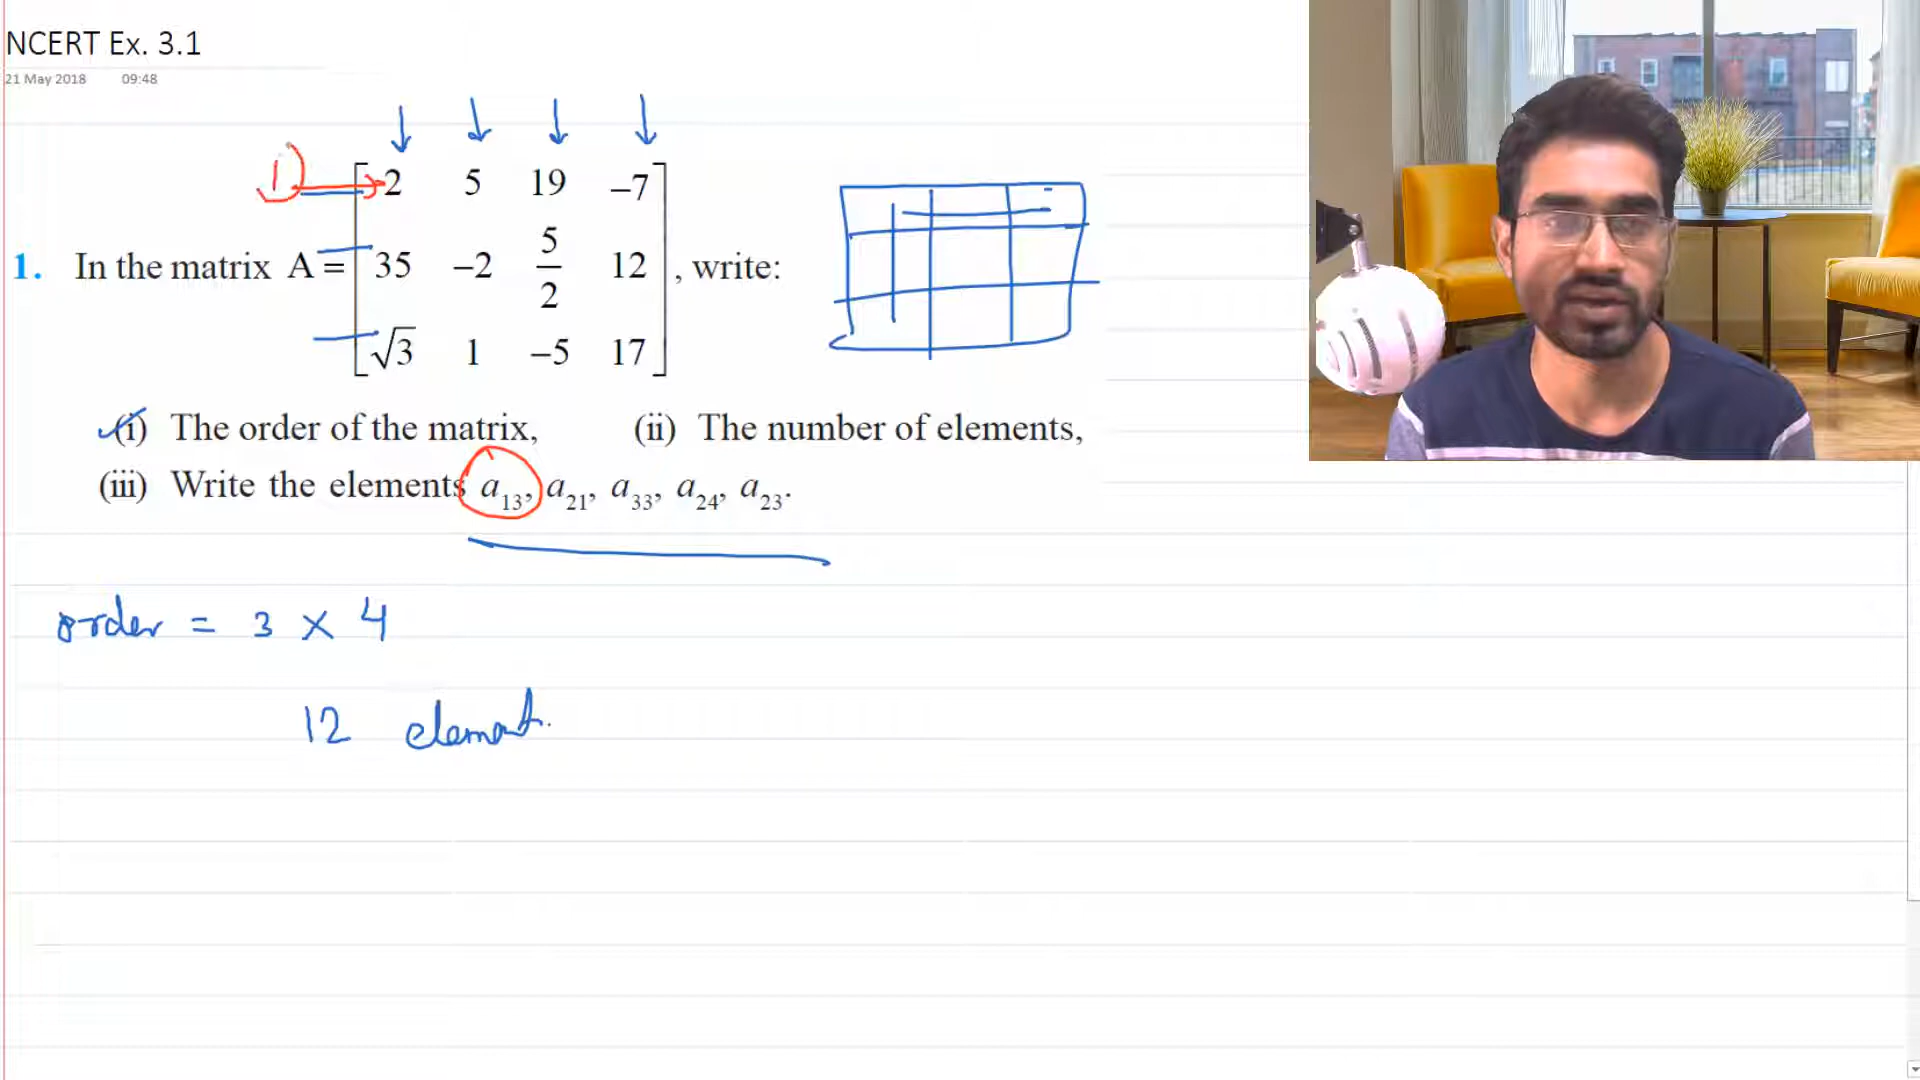 NCERT Ex. 3.1
21 May 2018 09:48
1
2 5 19 –7
1. In the matrix A = 35 –2 5/2 12 , write:
√3 1 –5 17
(i) The order of the matrix, (ii) The number of elements,
(iii) Write the elements a₁₃, a₂₁, a₃₃, a₂₄, a₂₃.
order = 3 × 4
12 element.